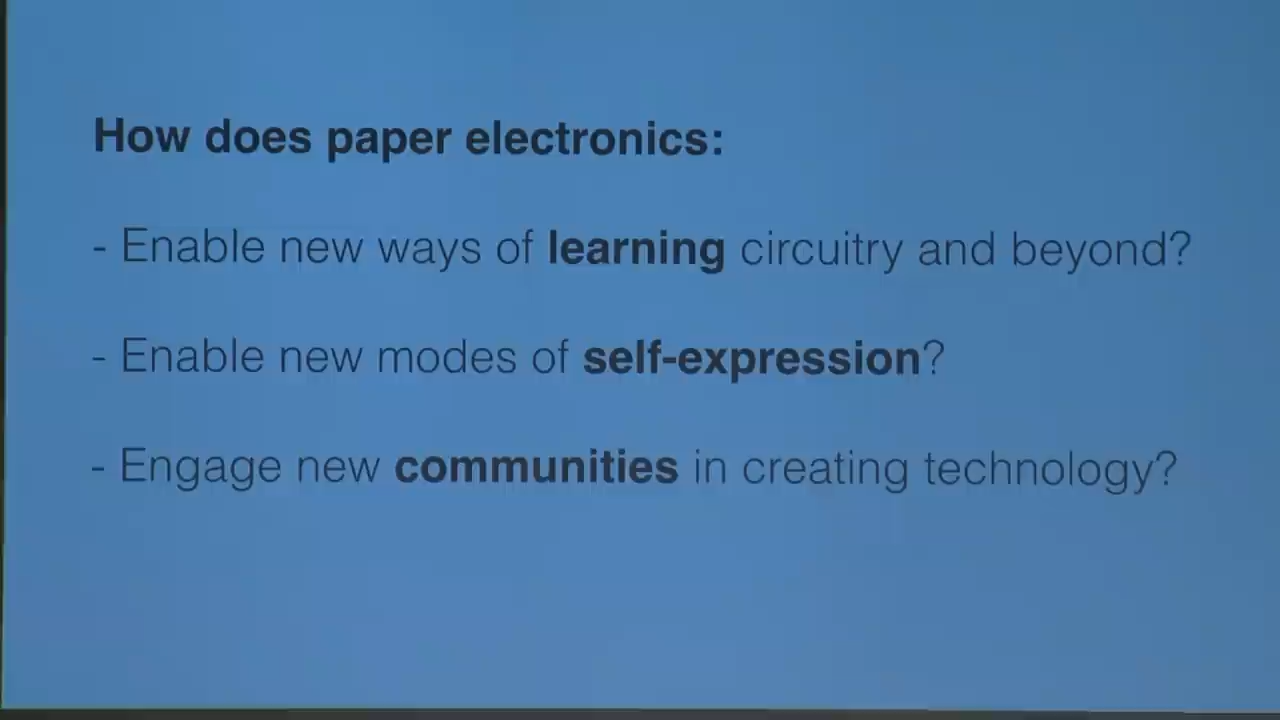 How does paper electronics:
- Enable new ways of learning circuitry and beyond?
- Enable new modes of self-expression?
- Engage new communities in creating technology?